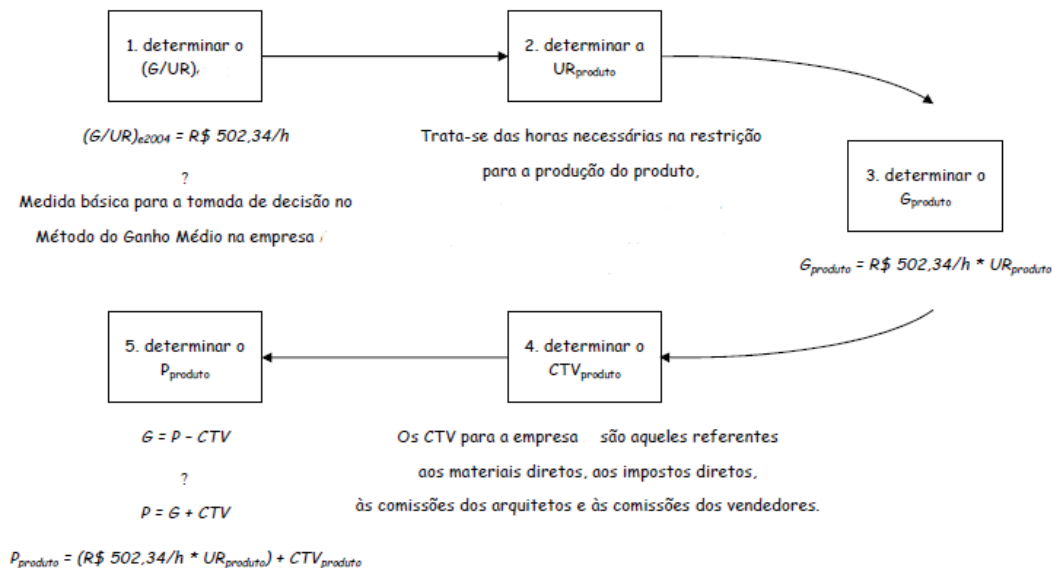 1. determinar o
(G/UR)
2. determinar a
URproduto
(G/UR)e2004 = R$ 502,34/h
?
Medida básica para a tomada de decisão no
Método do Ganho Médio na empresa
Trata-se das horas necessárias na restrição
para a produção do produto,
3. determinar o
Gproduto
Gproduto = R$ 502,34/h * URproduto
4. determinar o
CTVproduto
Os CTV para a empresa são aqueles referentes
aos materiais diretos, aos impostos diretos,
às comissões dos arquitetos e às comissões dos vendedores.
5. determinar o
Pproduto
G = P – CTV
?
P = G + CTV
Pproduto = (R$ 502,34/h * URproduto) + CTVproduto